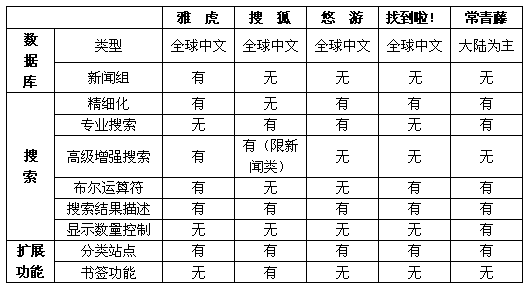 雅 虎 搜 狐 悠 游 找到啦! 常青藤
数据库 类型 全球中文 全球中文 全球中文 全球中文 大陆为主
新闻组 有 无 无 无 无
搜索 精细化 有 无 有 有 有
专业搜索 无 有 有 无 有
高级增强搜索 有 有（限新闻类） 无 无 无
布尔运算符 有 无 无 有 有
搜索结果描述 有 有 有 有 有
显示数量控制 无 无 无 无 有
扩展功能 分类站点 有 有 有 有 有
书签功能 无 有 无 无 无